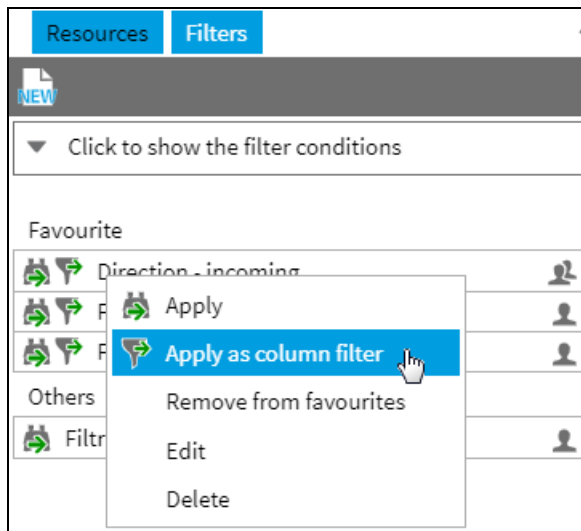 Resources Filters
NEW
Click to show the filter conditions
Favourite
Direction - incoming
Apply
Apply as column filter
Others
Remove from favourites
Filtr
Edit
Delete